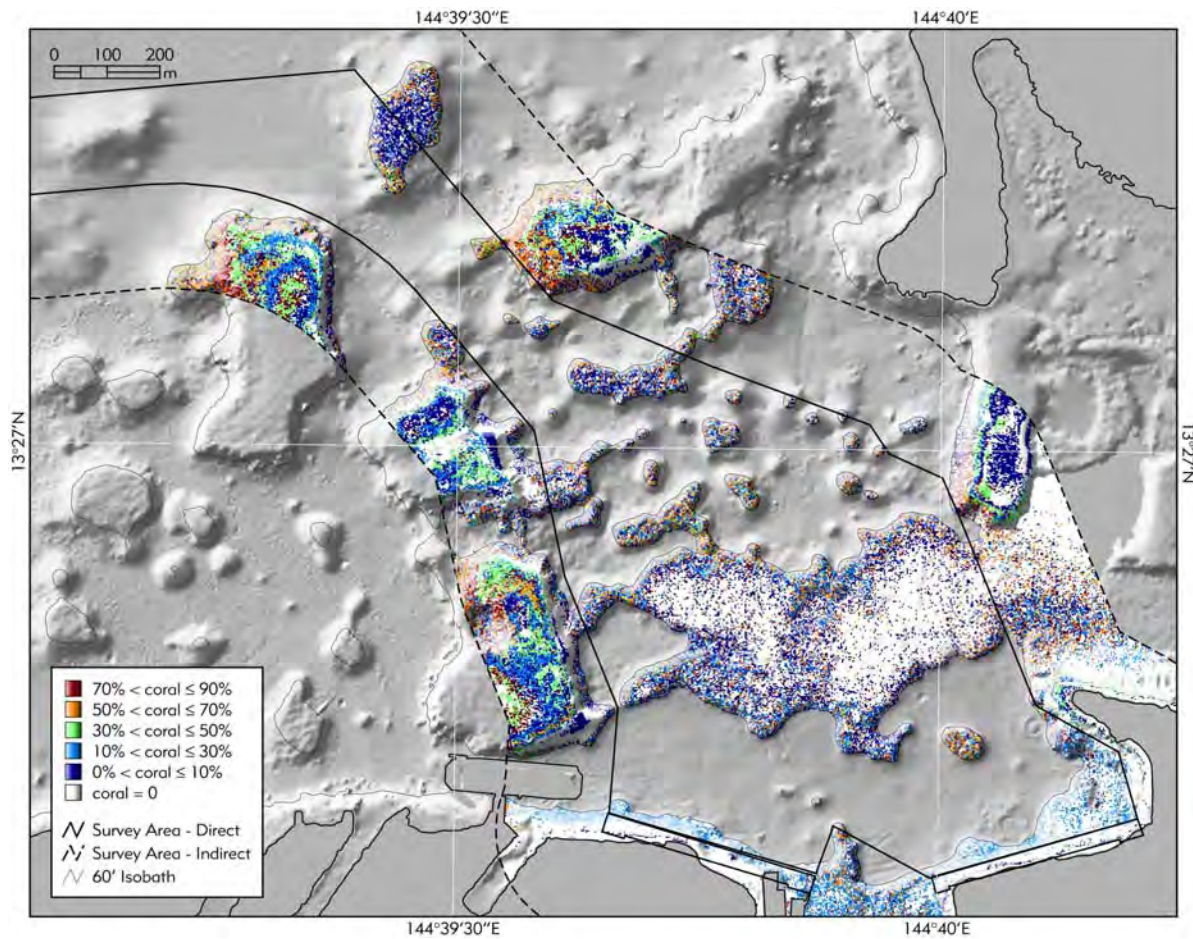 144°39'30"E
144°40'E
0 100 200
m
13°27'N
13°27'N
70% < coral ≤ 90%
50% < coral ≤ 70%
30% < coral ≤ 50%
10% < coral ≤ 30%
0% < coral ≤ 10%
coral = 0
Survey Area - Direct
Survey Area - Indirect
60' Isobath
144°39'30"E
144°40'E